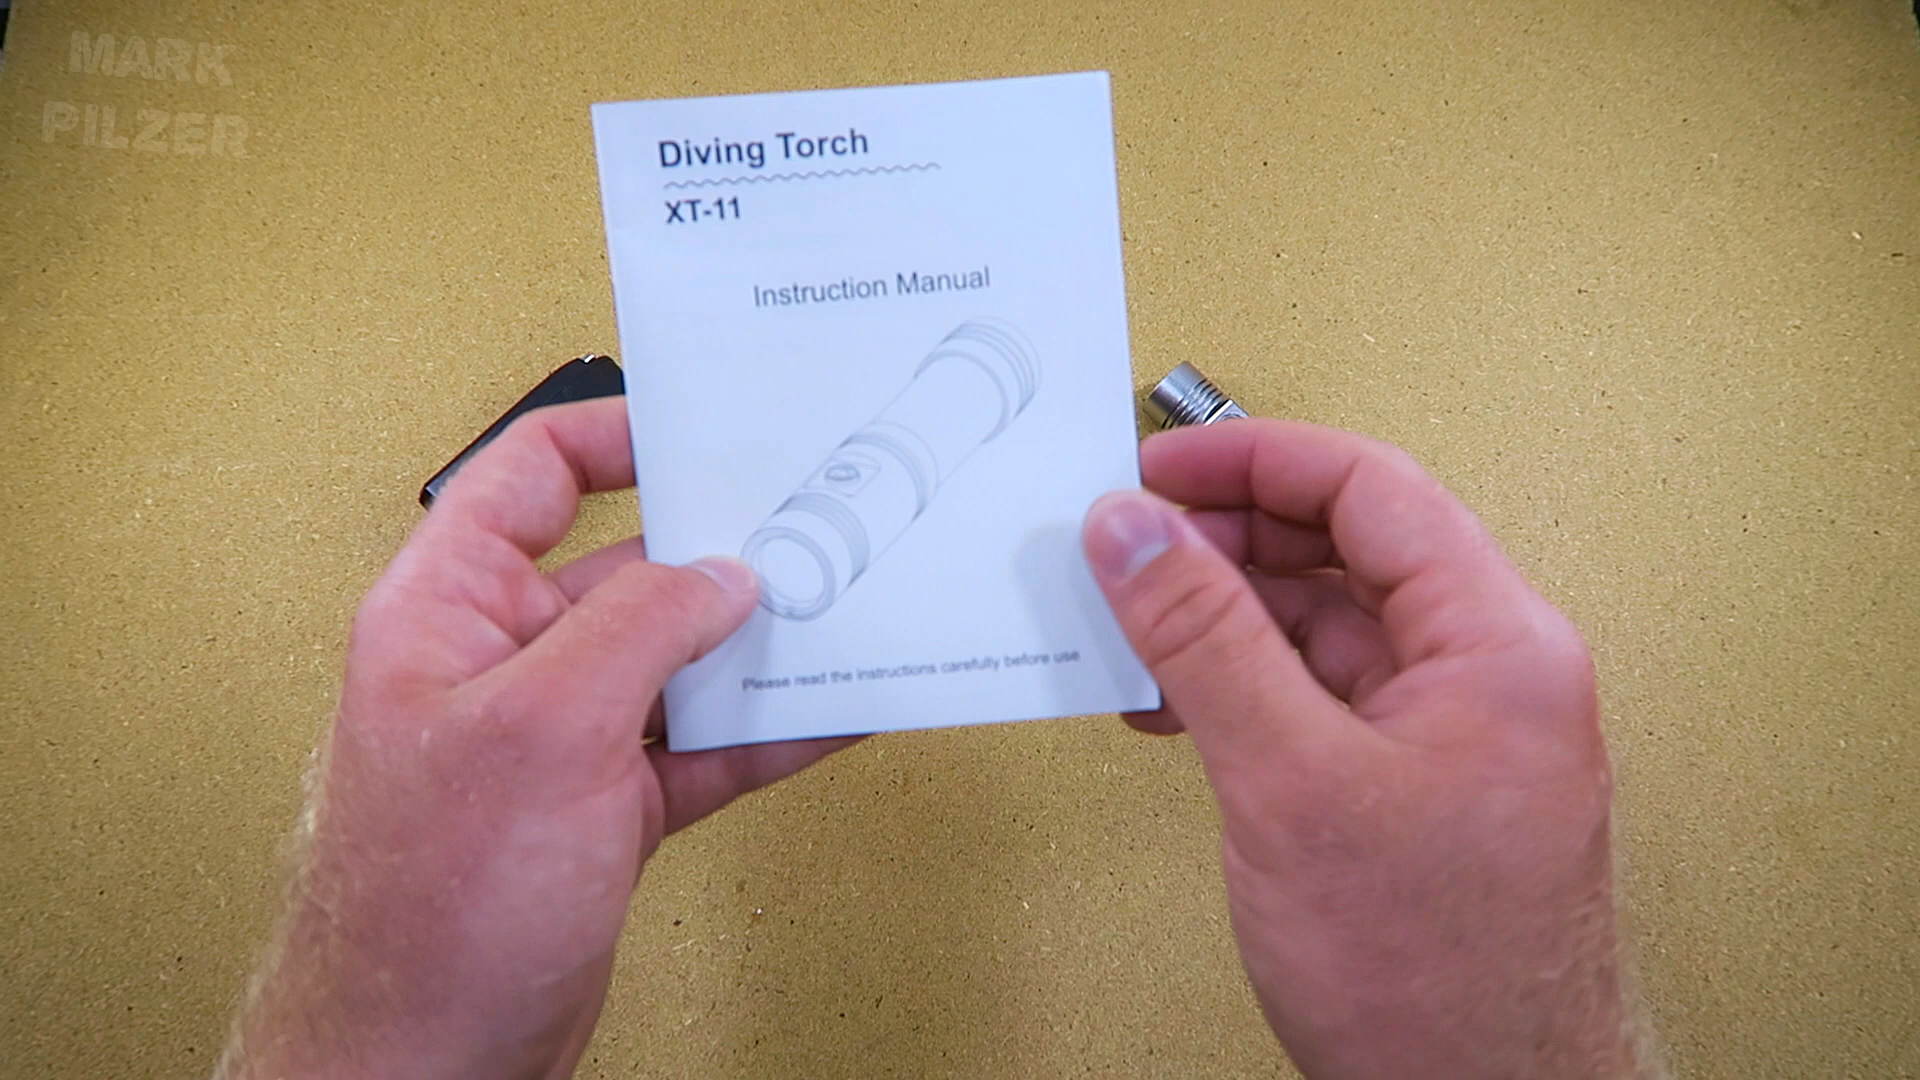 MARK
PILZER
Diving Torch
XT-11
Instruction Manual
Please read the instructions carefully before use